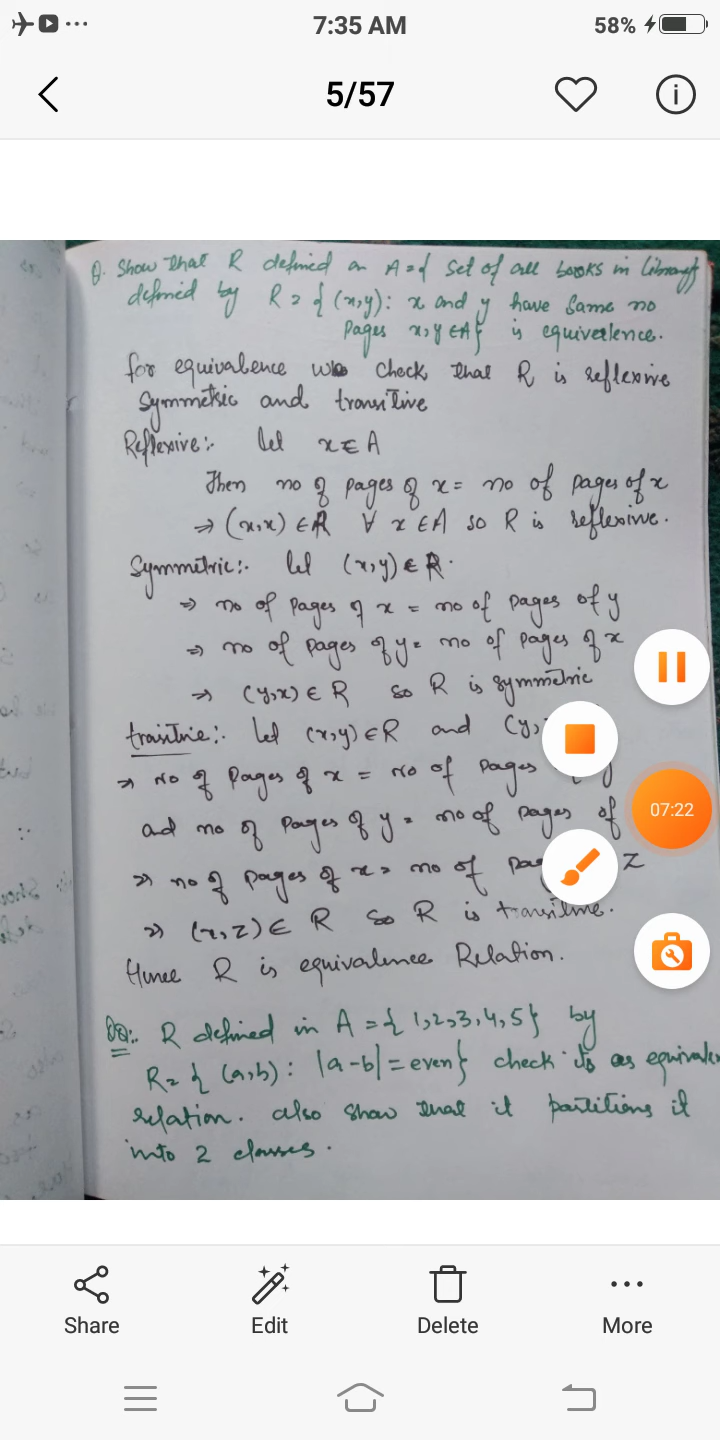 7:35 AM
58%
5/57
Q. Show that R defined on A = { Set of all books in library}
defined by R = { (x,y) : x and y have same no
Pages x,y ∈ A} is equivalence.
for equivalence we check that R is reflexive
Symmetric and transitive
Reflexive:- let x ∈ A
Then no of pages of x = no of pages of x
⇒ (x,x) ∈ R ∀ x ∈ A so R is reflexive.
Symmetric:- let (x,y) ∈ R.
⇒ no of pages of x = no of pages of y
⇒ no of pages of y = no of pages of x
⇒ (y,x) ∈ R so R is symmetric
transitive:- let (x,y) ∈ R and (y,
⇒ no of Pages of x = no of pages y
and no of pages of y = no of pages of
⇒ no of pages of x = no of z
⇒ (x,z) ∈ R so R is transitive.
Hence R is equivalence Relation.
07:22
R defined in A = { 1,2,3,4,5} by
R = { (a,b) : |a-b| = even} check as
relation. also show that it partitions it
into 2 classes.
Share
Edit
Delete
More